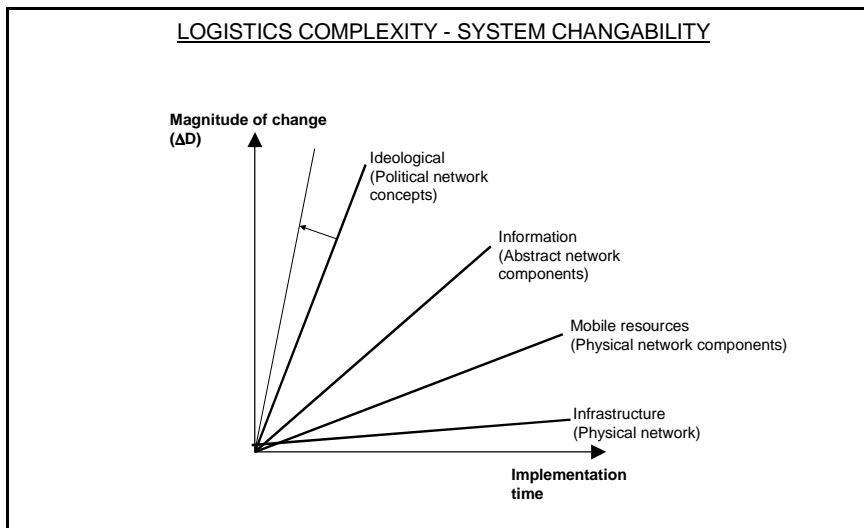 LOGISTICS COMPLEXITY - SYSTEM CHANGABILITY
Magnitude of change
(ΔD)
Ideological
(Political network
concepts)
Information
(Abstract network
components)
Mobile resources
(Physical network components)
Infrastructure
(Physical network)
Implementation
time